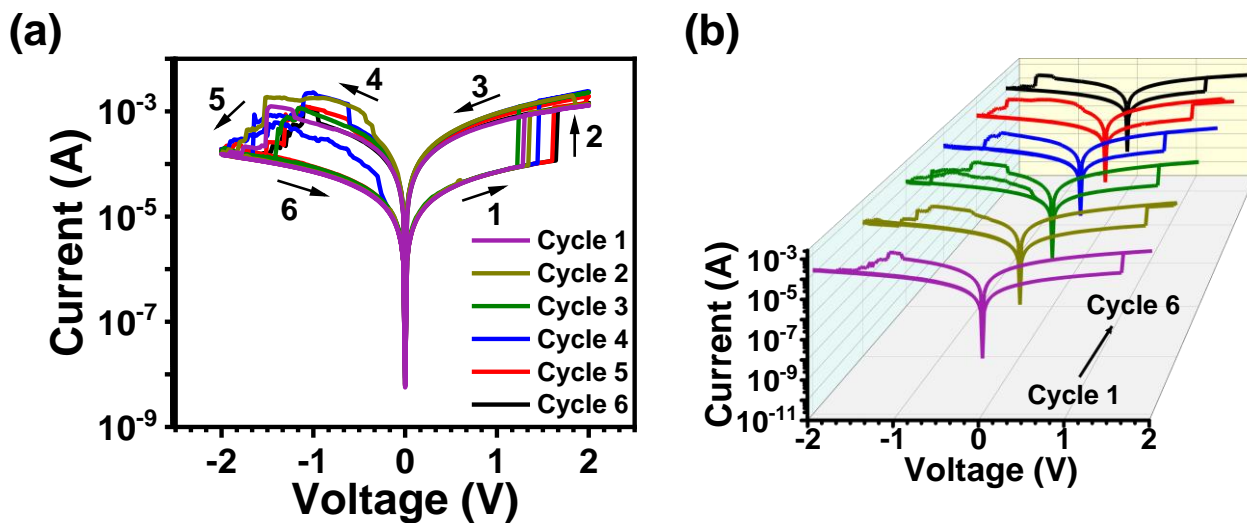 (a)
Current (A)
10⁻³
10⁻⁵
10⁻⁷
10⁻⁹
5
4
3
2
6
1
Cycle 1
Cycle 2
Cycle 3
Cycle 4
Cycle 5
Cycle 6
-2 -1 0 1 2
Voltage (V)
(b)
Current (A)
10⁻³
10⁻⁵
10⁻⁷
10⁻⁹
10⁻¹¹
Cycle 6
Cycle 1
-2 -1 0 1 2
Voltage (V)